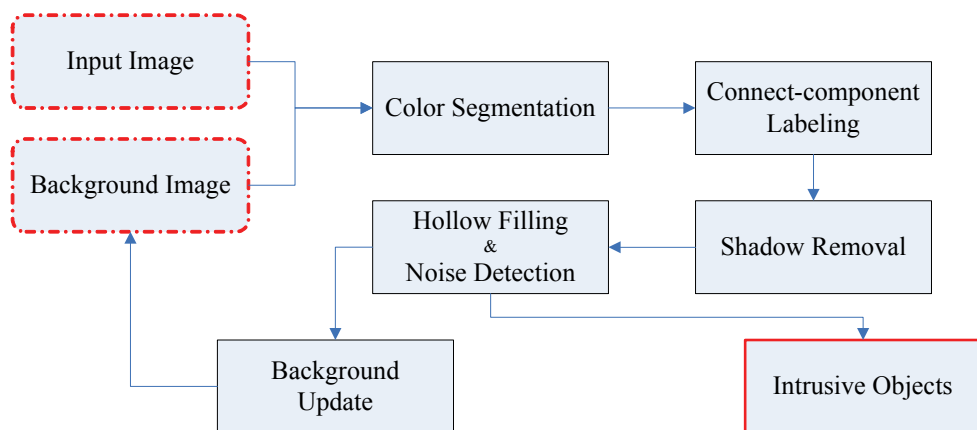 Input Image
Color Segmentation
Connect-component
Labeling
Background Image
Hollow Filling
&
Noise Detection
Shadow Removal
Background
Update
Intrusive Objects